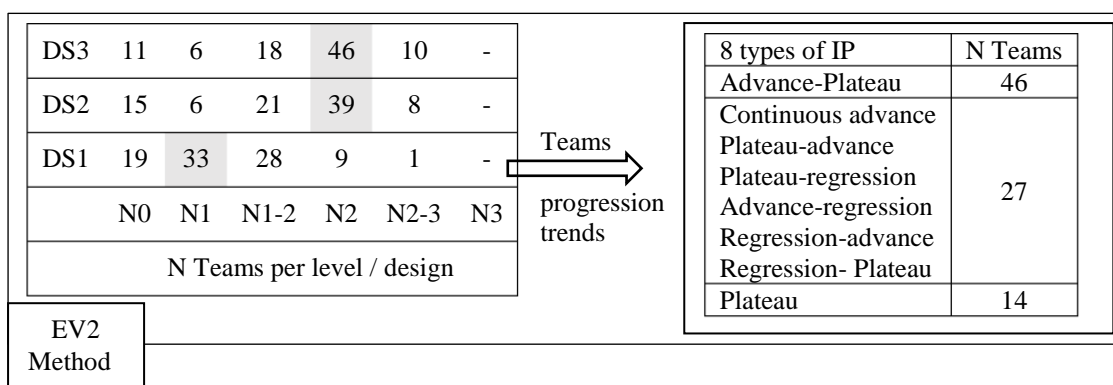 DS3 11 6 18 46 10 -
DS2 15 6 21 39 8 -
DS1 19 33 28 9 1 -
N0 N1 N1-2 N2 N2-3 N3
N Teams per level / design
EV2
Method
Teams
progression
trends
8 types of IP N Teams
Advance-Plateau 46
Continuous advance
Plateau-advance
Plateau-regression
Advance-regression
Regression-advance
Regression- Plateau
27
Plateau 14